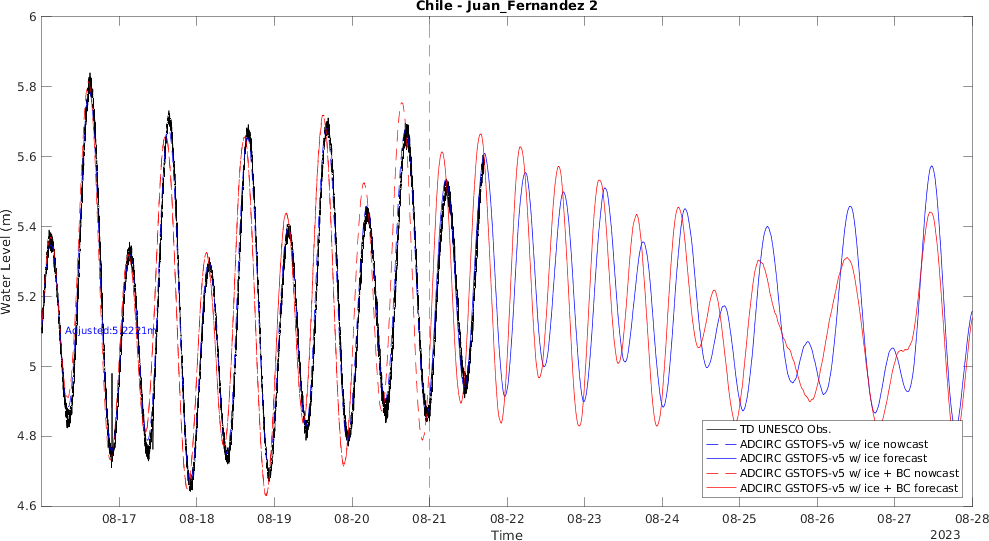 Chile - Juan_Fernandez 2
Water Level (m)
6
5.8
5.6
5.4
5.2
5
4.8
4.6
Adjusted:5.2221m
TD UNESCO Obs.
ADCIRC GSTOFS-v5 w/ ice nowcast
ADCIRC GSTOFS-v5 w/ ice forecast
ADCIRC GSTOFS-v5 w/ ice + BC nowcast
ADCIRC GSTOFS-v5 w/ ice + BC forecast
08-17 08-18 08-19 08-20 08-21 08-22 08-23 08-24 08-25 08-26 08-27 08-28
Time
2023